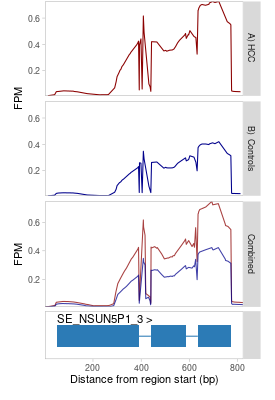 0.6
0.4
0.2
A) HCC
FPM
0.6
0.4
0.2
B) Controls
0.6
0.4
0.2
FPM
Combined
SE_NSUN5P1_3 >
200 400 600 800
Distance from region start (bp)